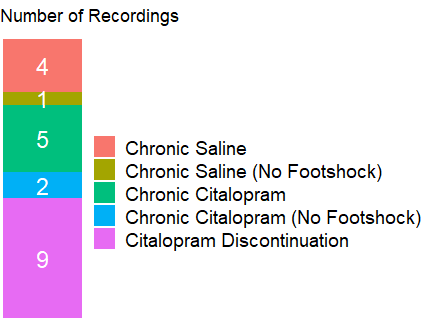 Number of Recordings
4
1
5
2
9
Chronic Saline
Chronic Saline (No Footshock)
Chronic Citalopram
Chronic Citalopram (No Footshock)
Citalopram Discontinuation